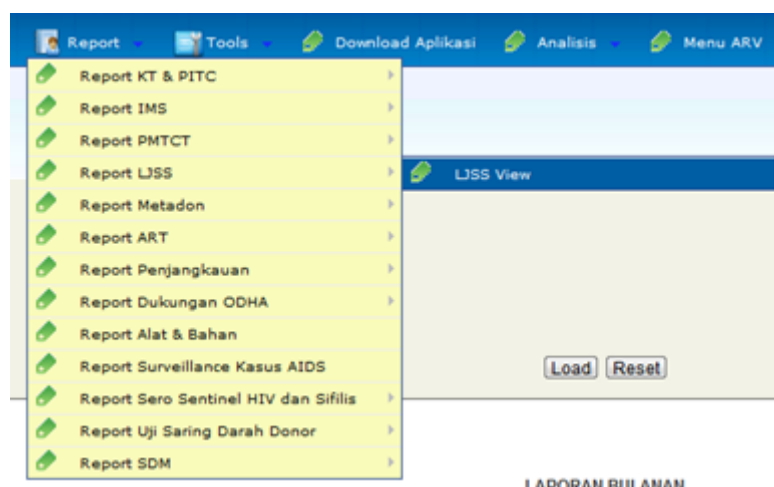 Report Tools Download Aplikasi Analisis Menu ARV
Report KT & PITC
Report IMS
Report PMTCT
Report LJSS
LJSS View
Report Metadon
Report ART
Report Penjangkauan
Report Dukungan ODHA
Report Alat & Bahan
Report Surveillance Kasus AIDS
Load Reset
Report Sero Sentinel HIV dan Sifilis
Report Uji Saring Darah Donor
Report SDM
LAPORAN BULANAN